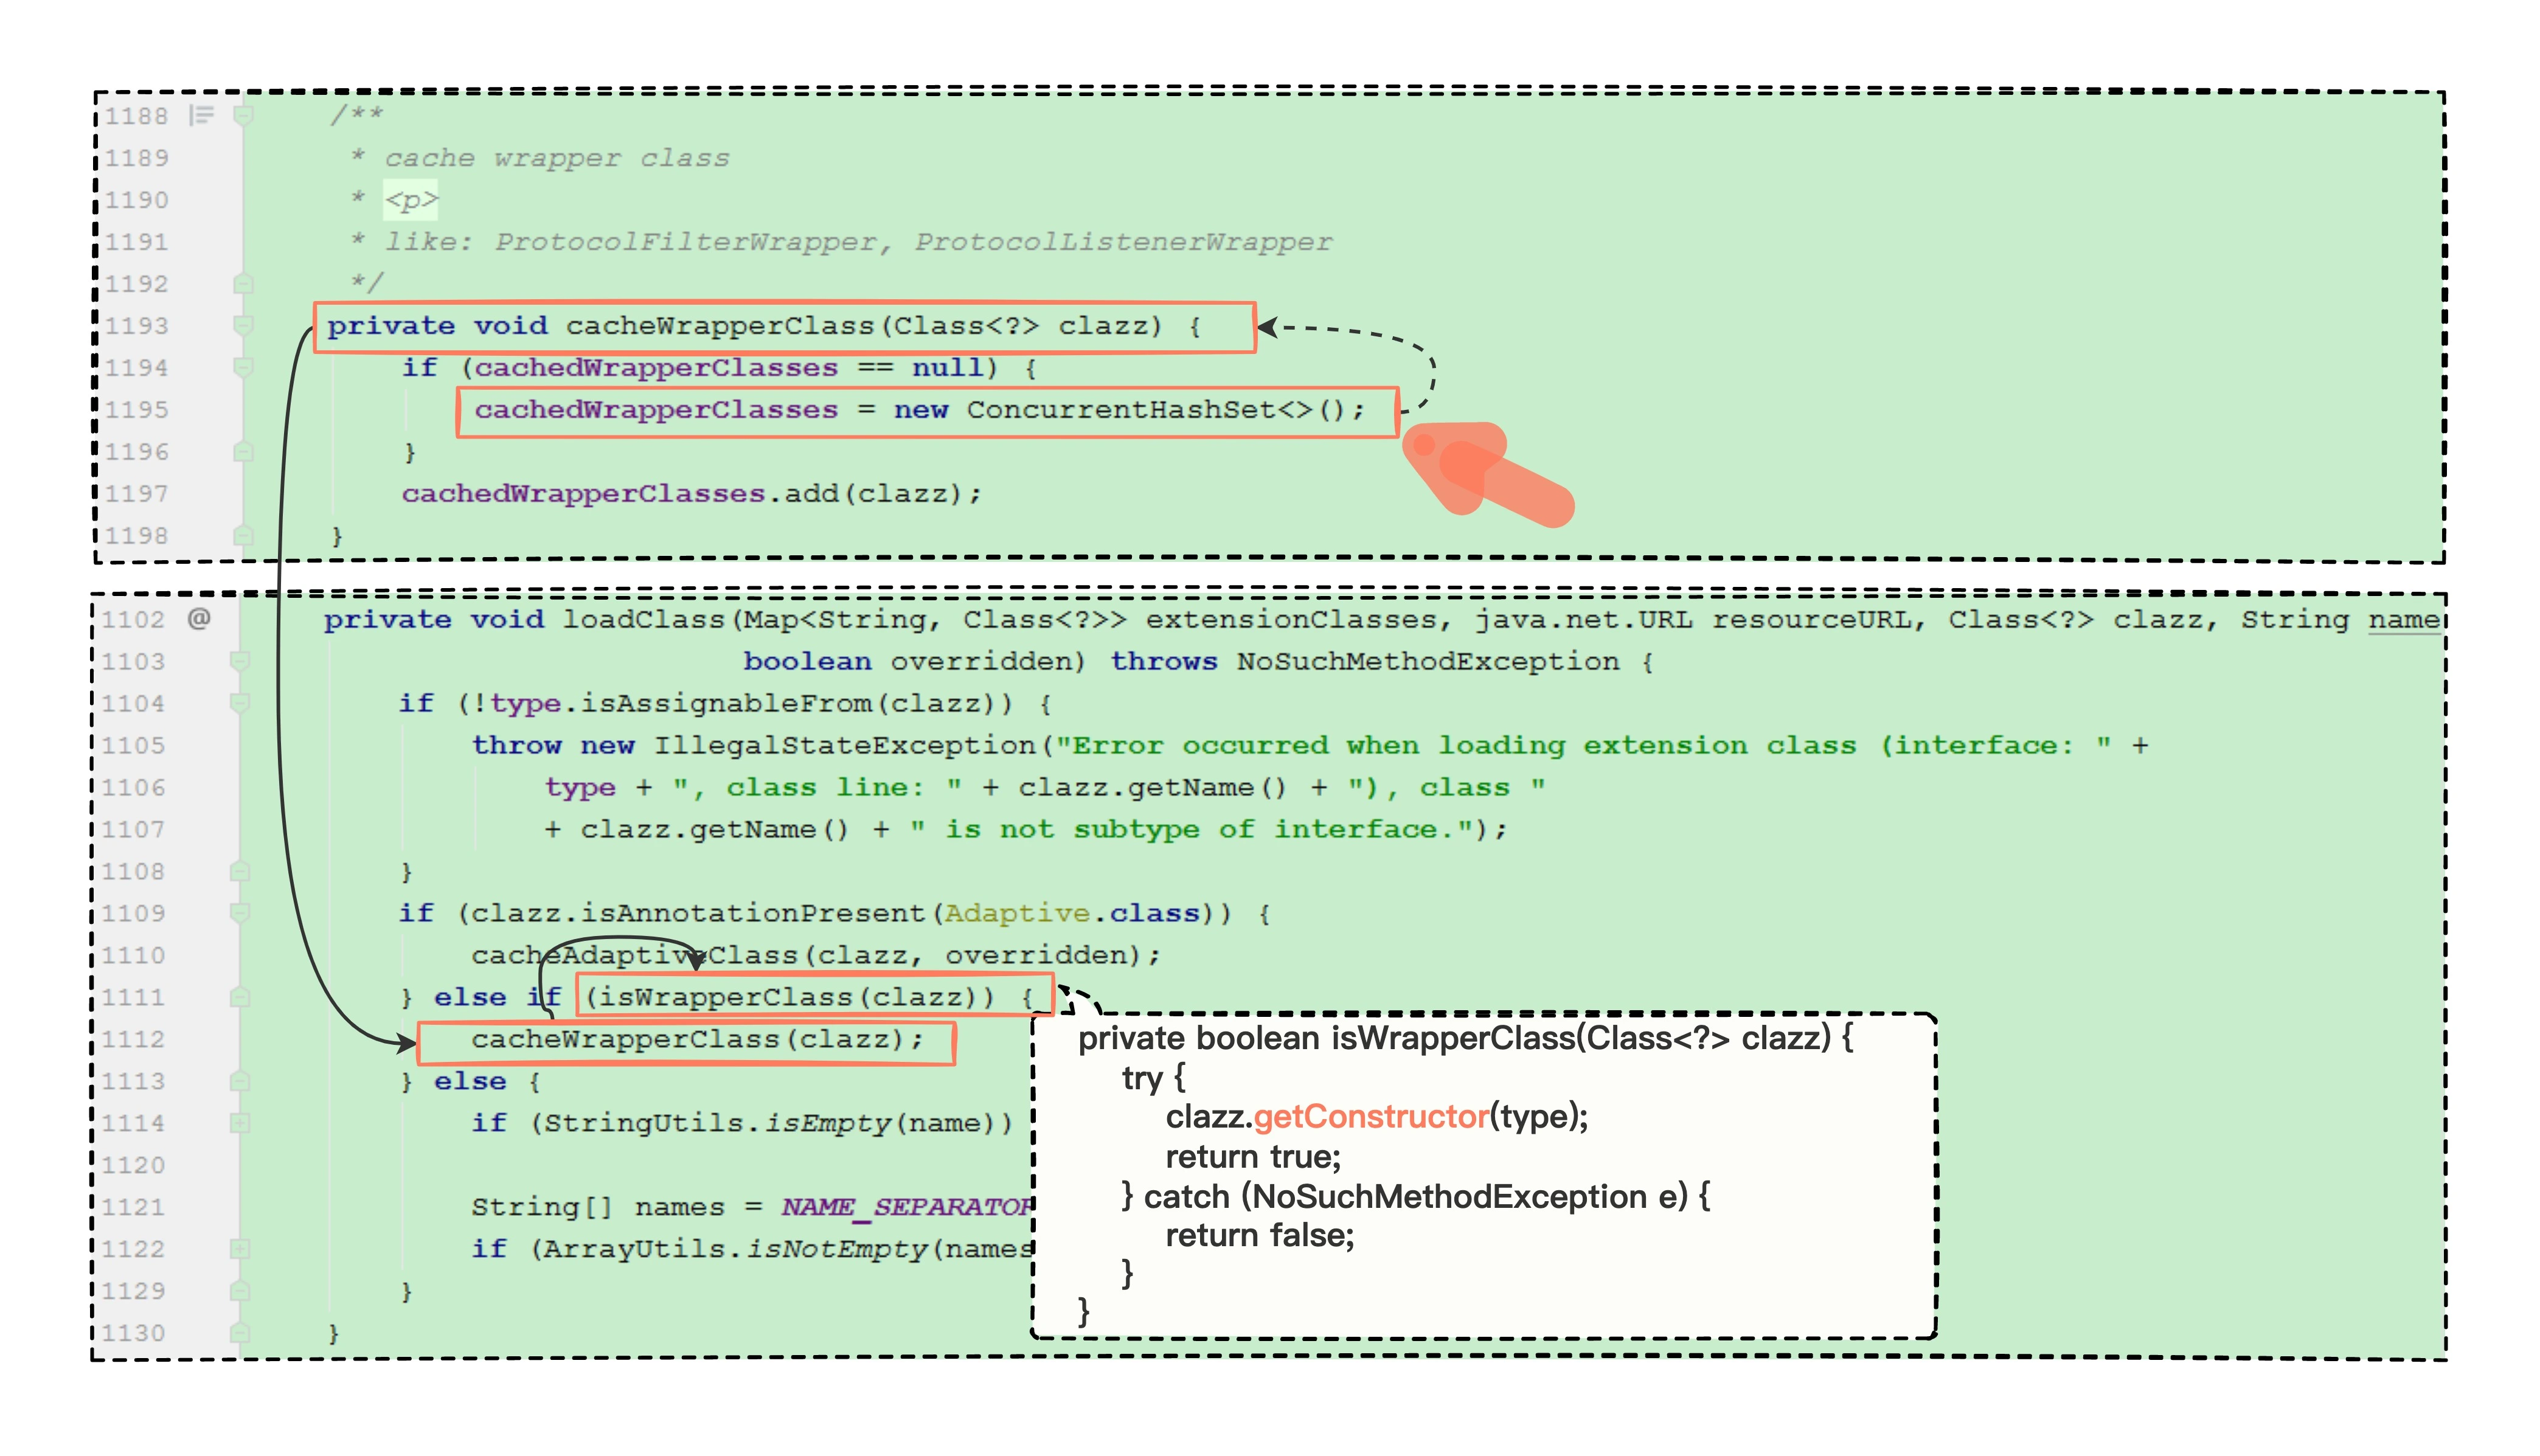 1188 /**
1189 * cache wrapper class
1190 * <p>
1191 * like: ProtocolFilterWrapper, ProtocolListenerWrapper
1192 */
1193 private void cacheWrapperClass(Class<?> clazz) {
1194 if (cachedWrapperClasses == null) {
1195 cachedWrapperClasses = new ConcurrentHashSet<>();
1196 }
1197 cachedWrapperClasses.add(clazz);
1198 }
1102 @ private void loadClass(Map<String, Class<?>> extensionClasses, java.net.URL resourceURL, Class<?> clazz, String name
1103 boolean overridden) throws NoSuchMethodException {
1104 if (!type.isAssignableFrom(clazz)) {
1105 throw new IllegalStateException("Error occurred when loading extension class (interface: " +
1106 type + ", class line: " + clazz.getName() + "), class "
1107 + clazz.getName() + " is not subtype of interface.");
1108 }
1109 if (clazz.isAnnotationPresent(Adaptive.class)) {
1110 cacheAdaptiveClass(clazz, overridden);
1111 } else if (isWrapperClass(clazz)) {
1112 cacheWrapperClass(clazz);
1113 } else {
1114 if (StringUtils.isEmpty(name))
1120
1121 String[] names = NAME_SEPARATOR
1122 if (ArrayUtils.isNotEmpty(names
1129 }
1130 }
private boolean isWrapperClass(Class<?> clazz) {
try {
clazz.getConstructor(type);
return true;
} catch (NoSuchMethodException e) {
return false;
}
}